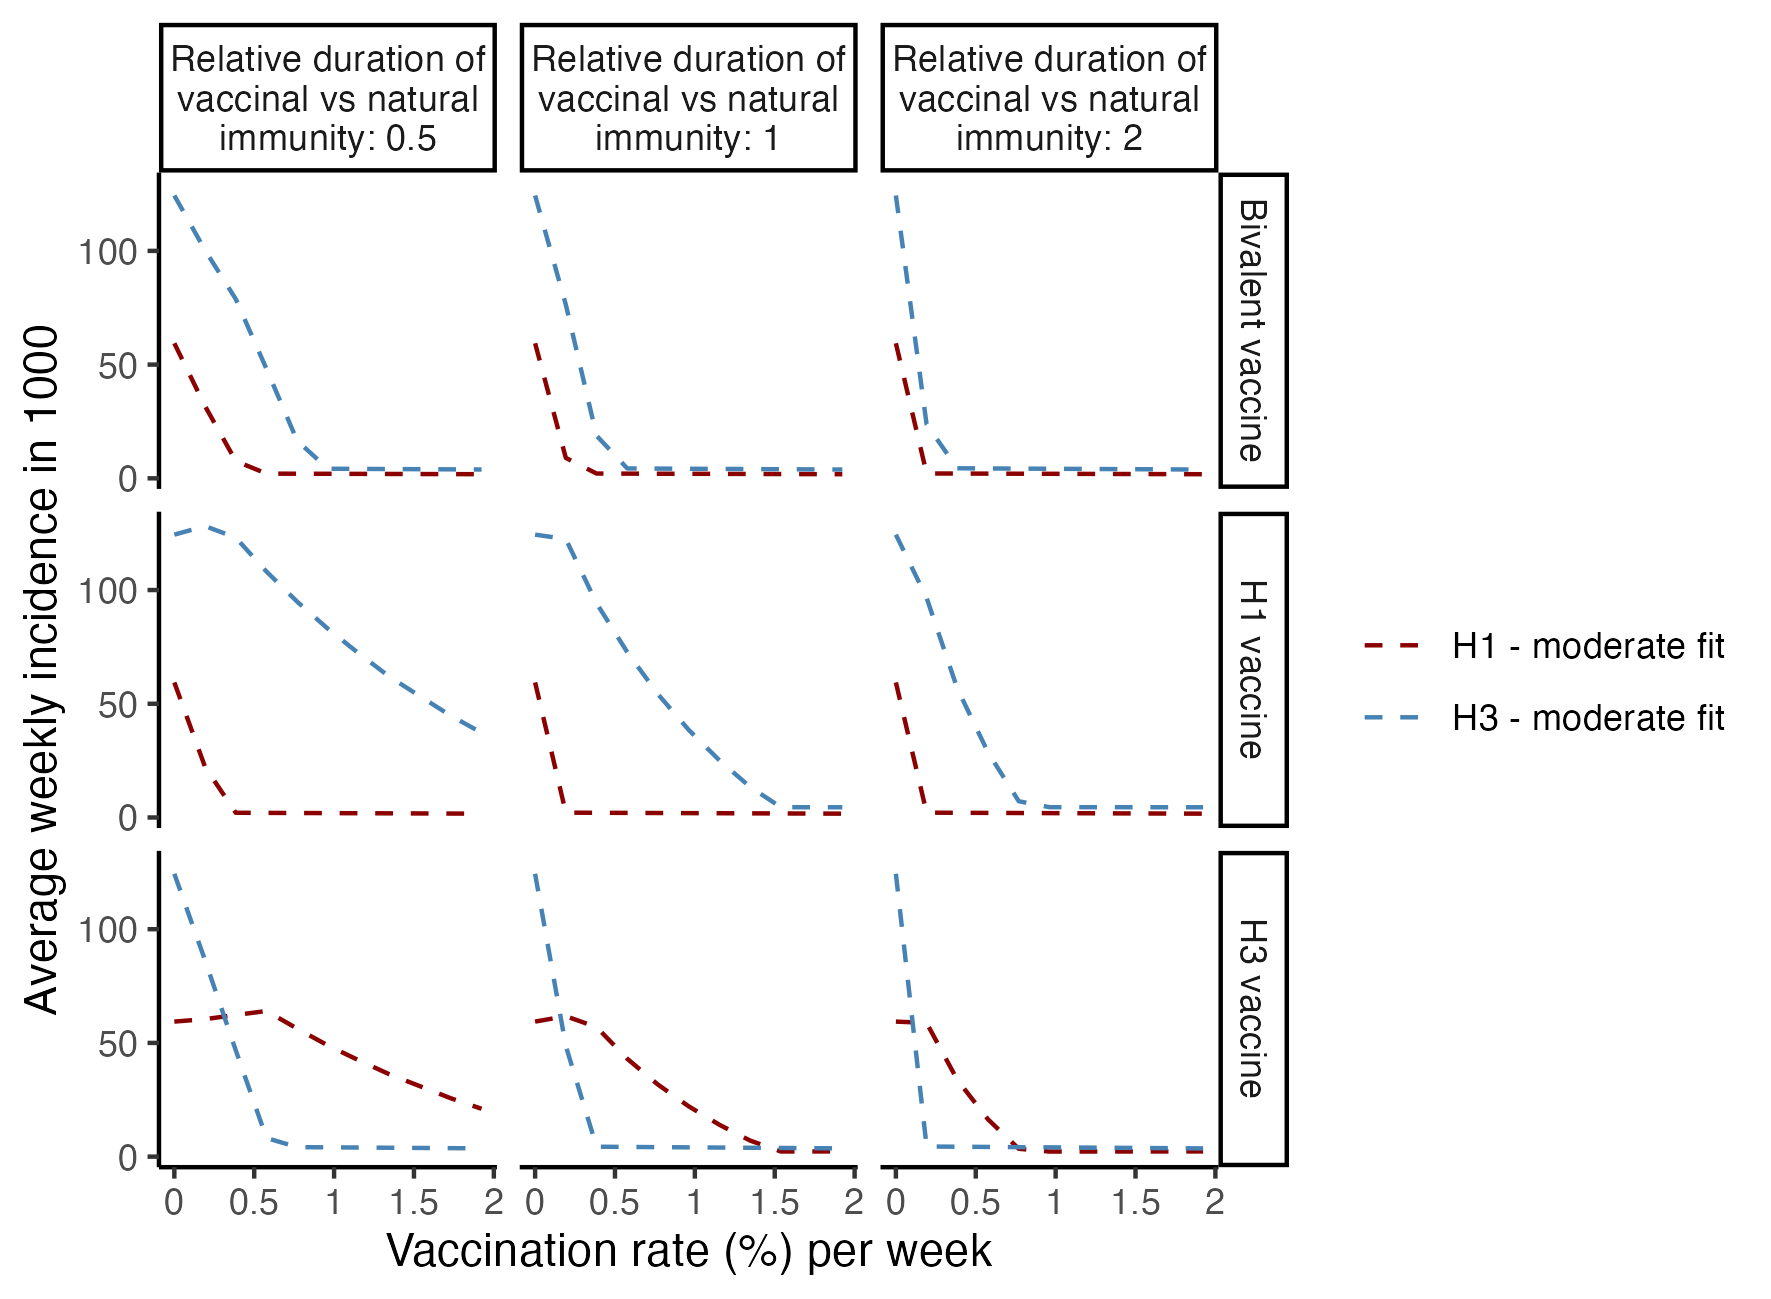 Relative duration of
vaccinal vs natural
immunity: 0.5
Relative duration of
vaccinal vs natural
immunity: 1
Relative duration of
vaccinal vs natural
immunity: 2
Average weekly incidence in 1000
100
50
0
Bivalent vaccine
100
50
0
H1 vaccine
100
50
0
H3 vaccine
H1 - moderate fit
H3 - moderate fit
0 0.5 1 1.5 2
0 0.5 1 1.5 2
0 0.5 1 1.5 2
Vaccination rate (%) per week